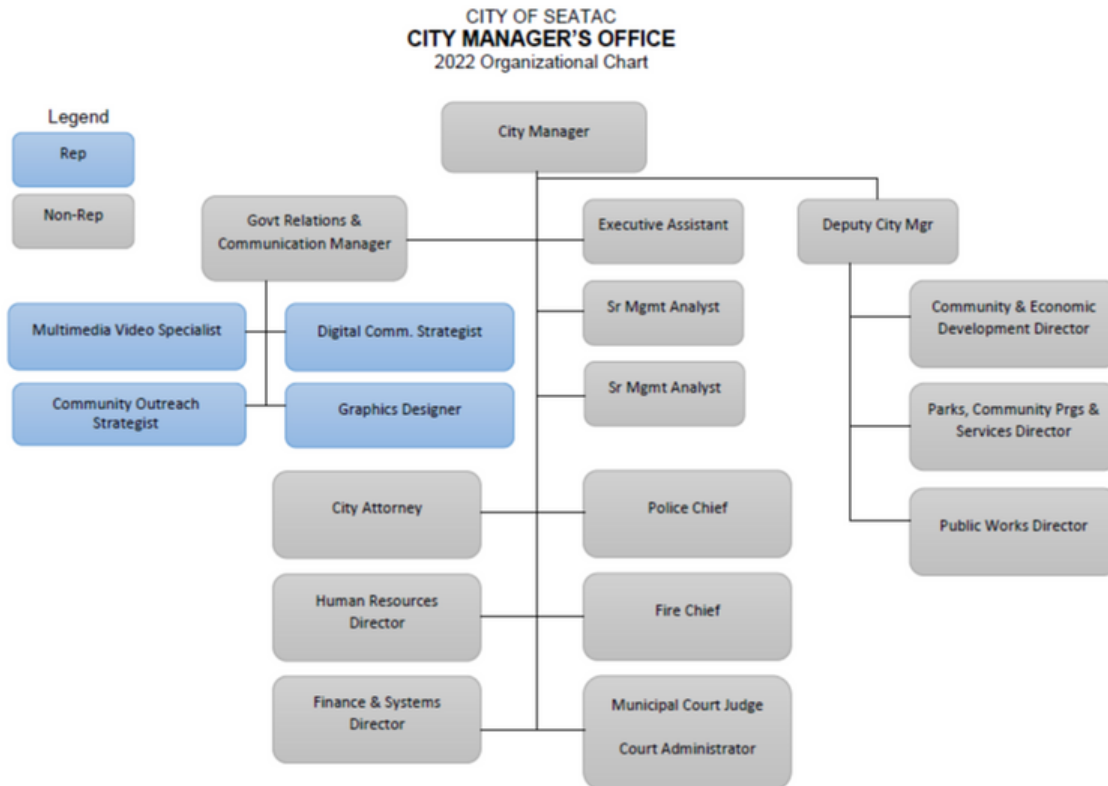 CITY OF SEATAC
CITY MANAGER'S OFFICE
2022 Organizational Chart
Legend
Rep
Non-Rep
City Manager
Govt Relations &
Communication Manager
Executive Assistant
Deputy City Mgr
Multimedia Video Specialist
Digital Comm. Strategist
Community Outreach
Strategist
Graphics Designer
Sr Mgmt Analyst
Sr Mgmt Analyst
Community & Economic
Development Director
Parks, Community Prgs &
Services Director
Public Works Director
City Attorney
Police Chief
Human Resources
Director
Fire Chief
Finance & Systems
Director
Municipal Court Judge
Court Administrator